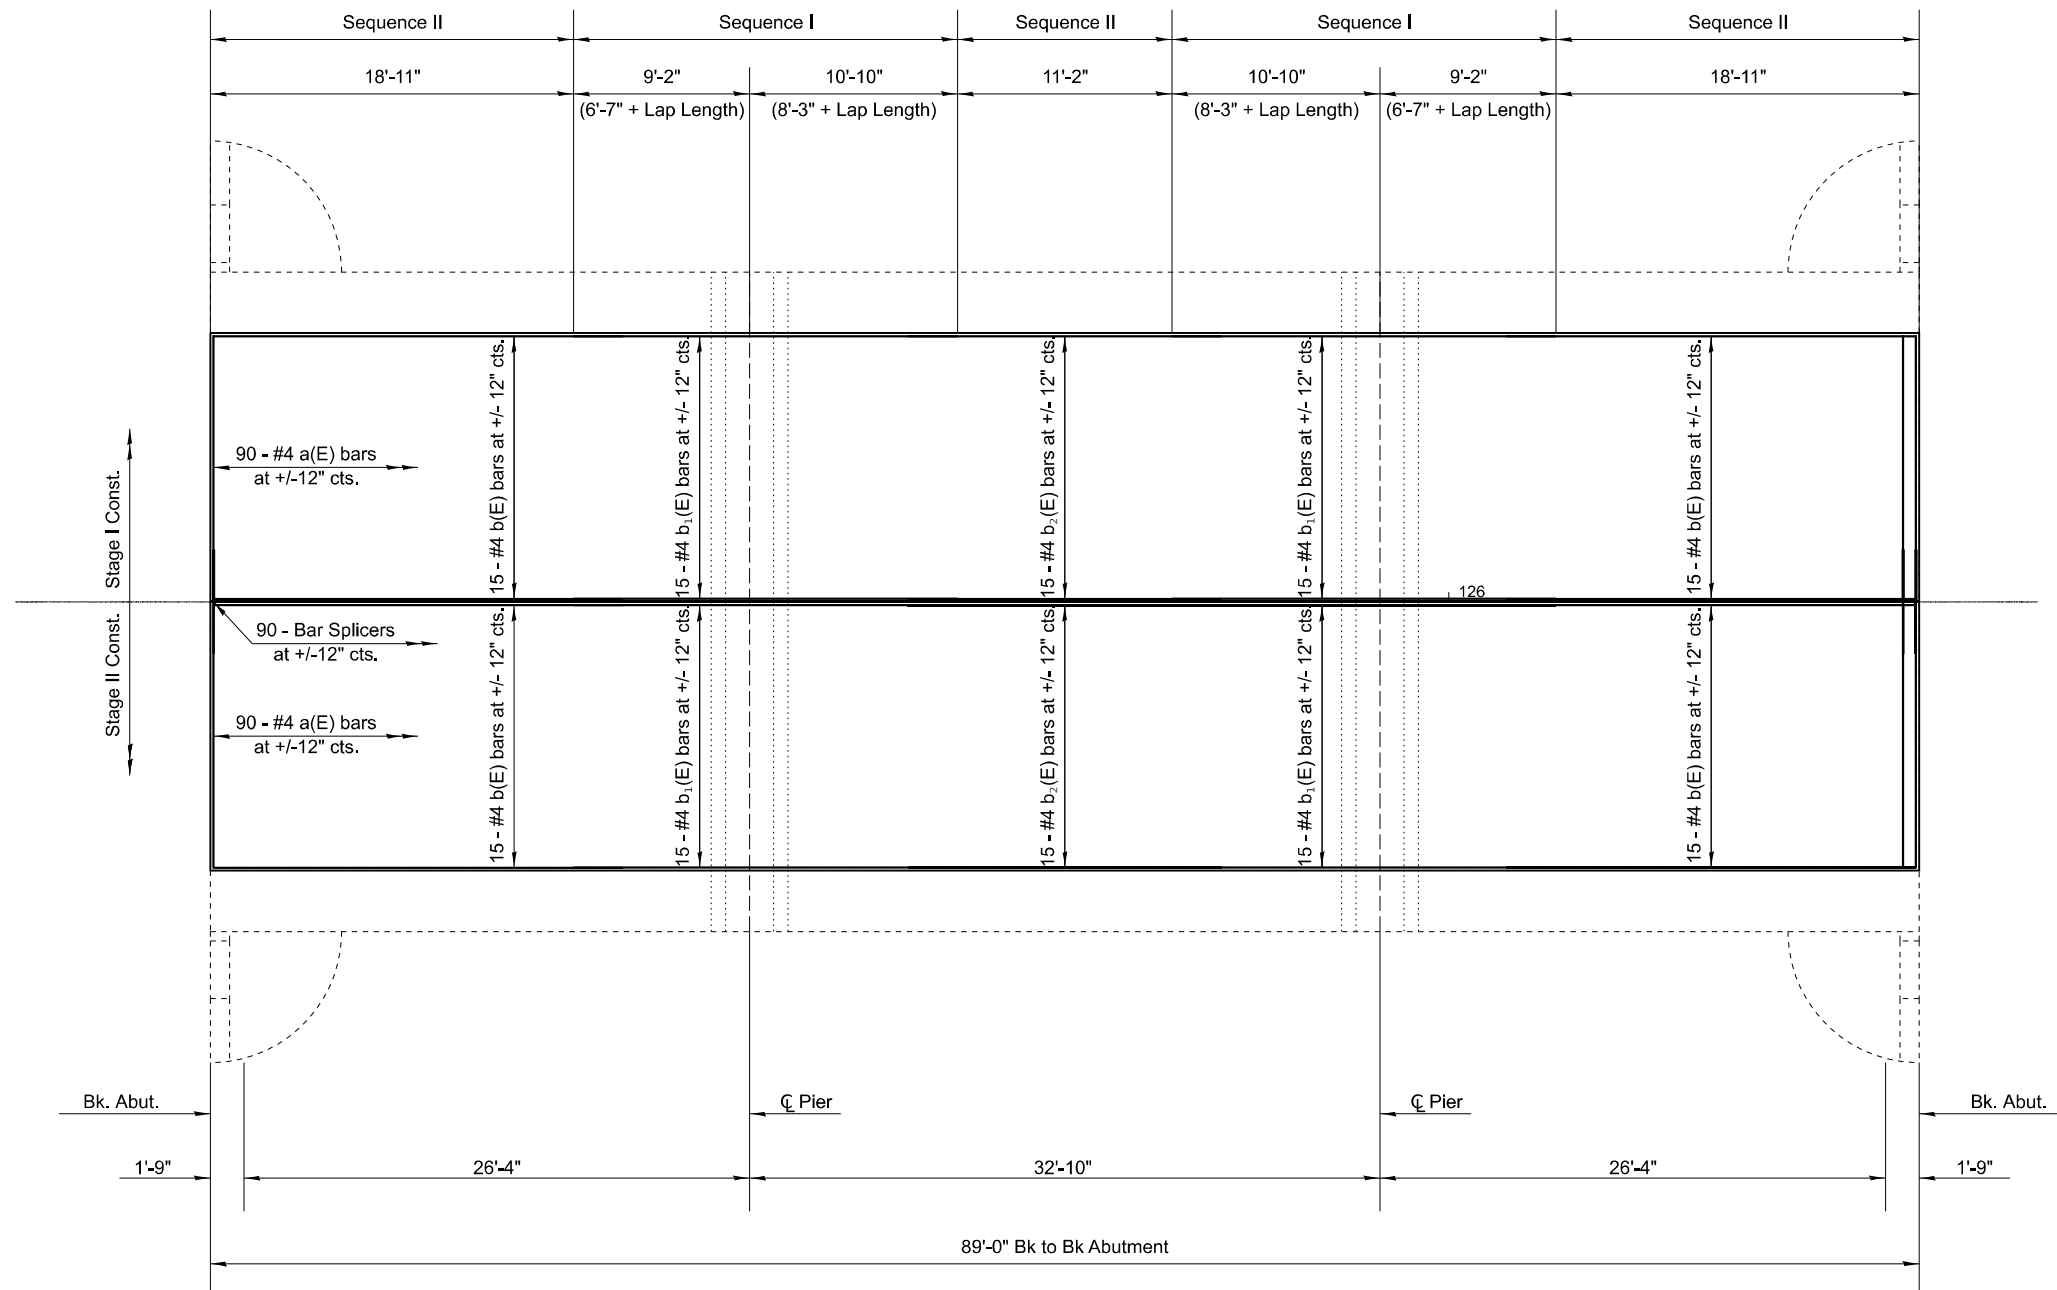 Sequence II
Sequence I
Sequence II
Sequence I
Sequence II
18'-11"
9'-2"
10'-10"
11'-2"
10'-10"
9'-2"
18'-11"
(6'-7" + Lap Length)
(8'-3" + Lap Length)
(8'-3" + Lap Length)
(6'-7" + Lap Length)
Stage I Const.
Stage II Const.
90 - #4 a(E) bars
at +/-12" cts.
15 - #4 b(E) bars at +/- 12" cts.
15 - #4 b₁(E) bars at +/- 12" cts.
15 - #4 b₂(E) bars at +/- 12" cts.
15 - #4 b₁(E) bars at +/- 12" cts.
15 - #4 b(E) bars at +/- 12" cts.
126
90 - Bar Splicers
at +/-12" cts.
90 - #4 a(E) bars
at +/-12" cts.
15 - #4 b(E) bars at +/- 12" cts.
15 - #4 b₁(E) bars at +/- 12" cts.
15 - #4 b₂(E) bars at +/- 12" cts.
15 - #4 b₁(E) bars at +/- 12" cts.
15 - #4 b(E) bars at +/- 12" cts.
Bk. Abut.
℄ Pier
℄ Pier
Bk. Abut.
1'-9"
26'-4"
32'-10"
26'-4"
1'-9"
89'-0" Bk to Bk Abutment